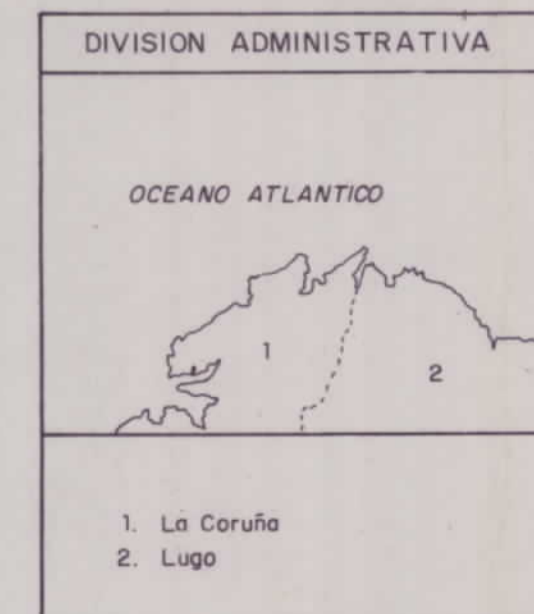 DIVISION ADMINISTRATIVA
OCEANO ATLANTICO
1
2
1. La Coruña
2. Lugo